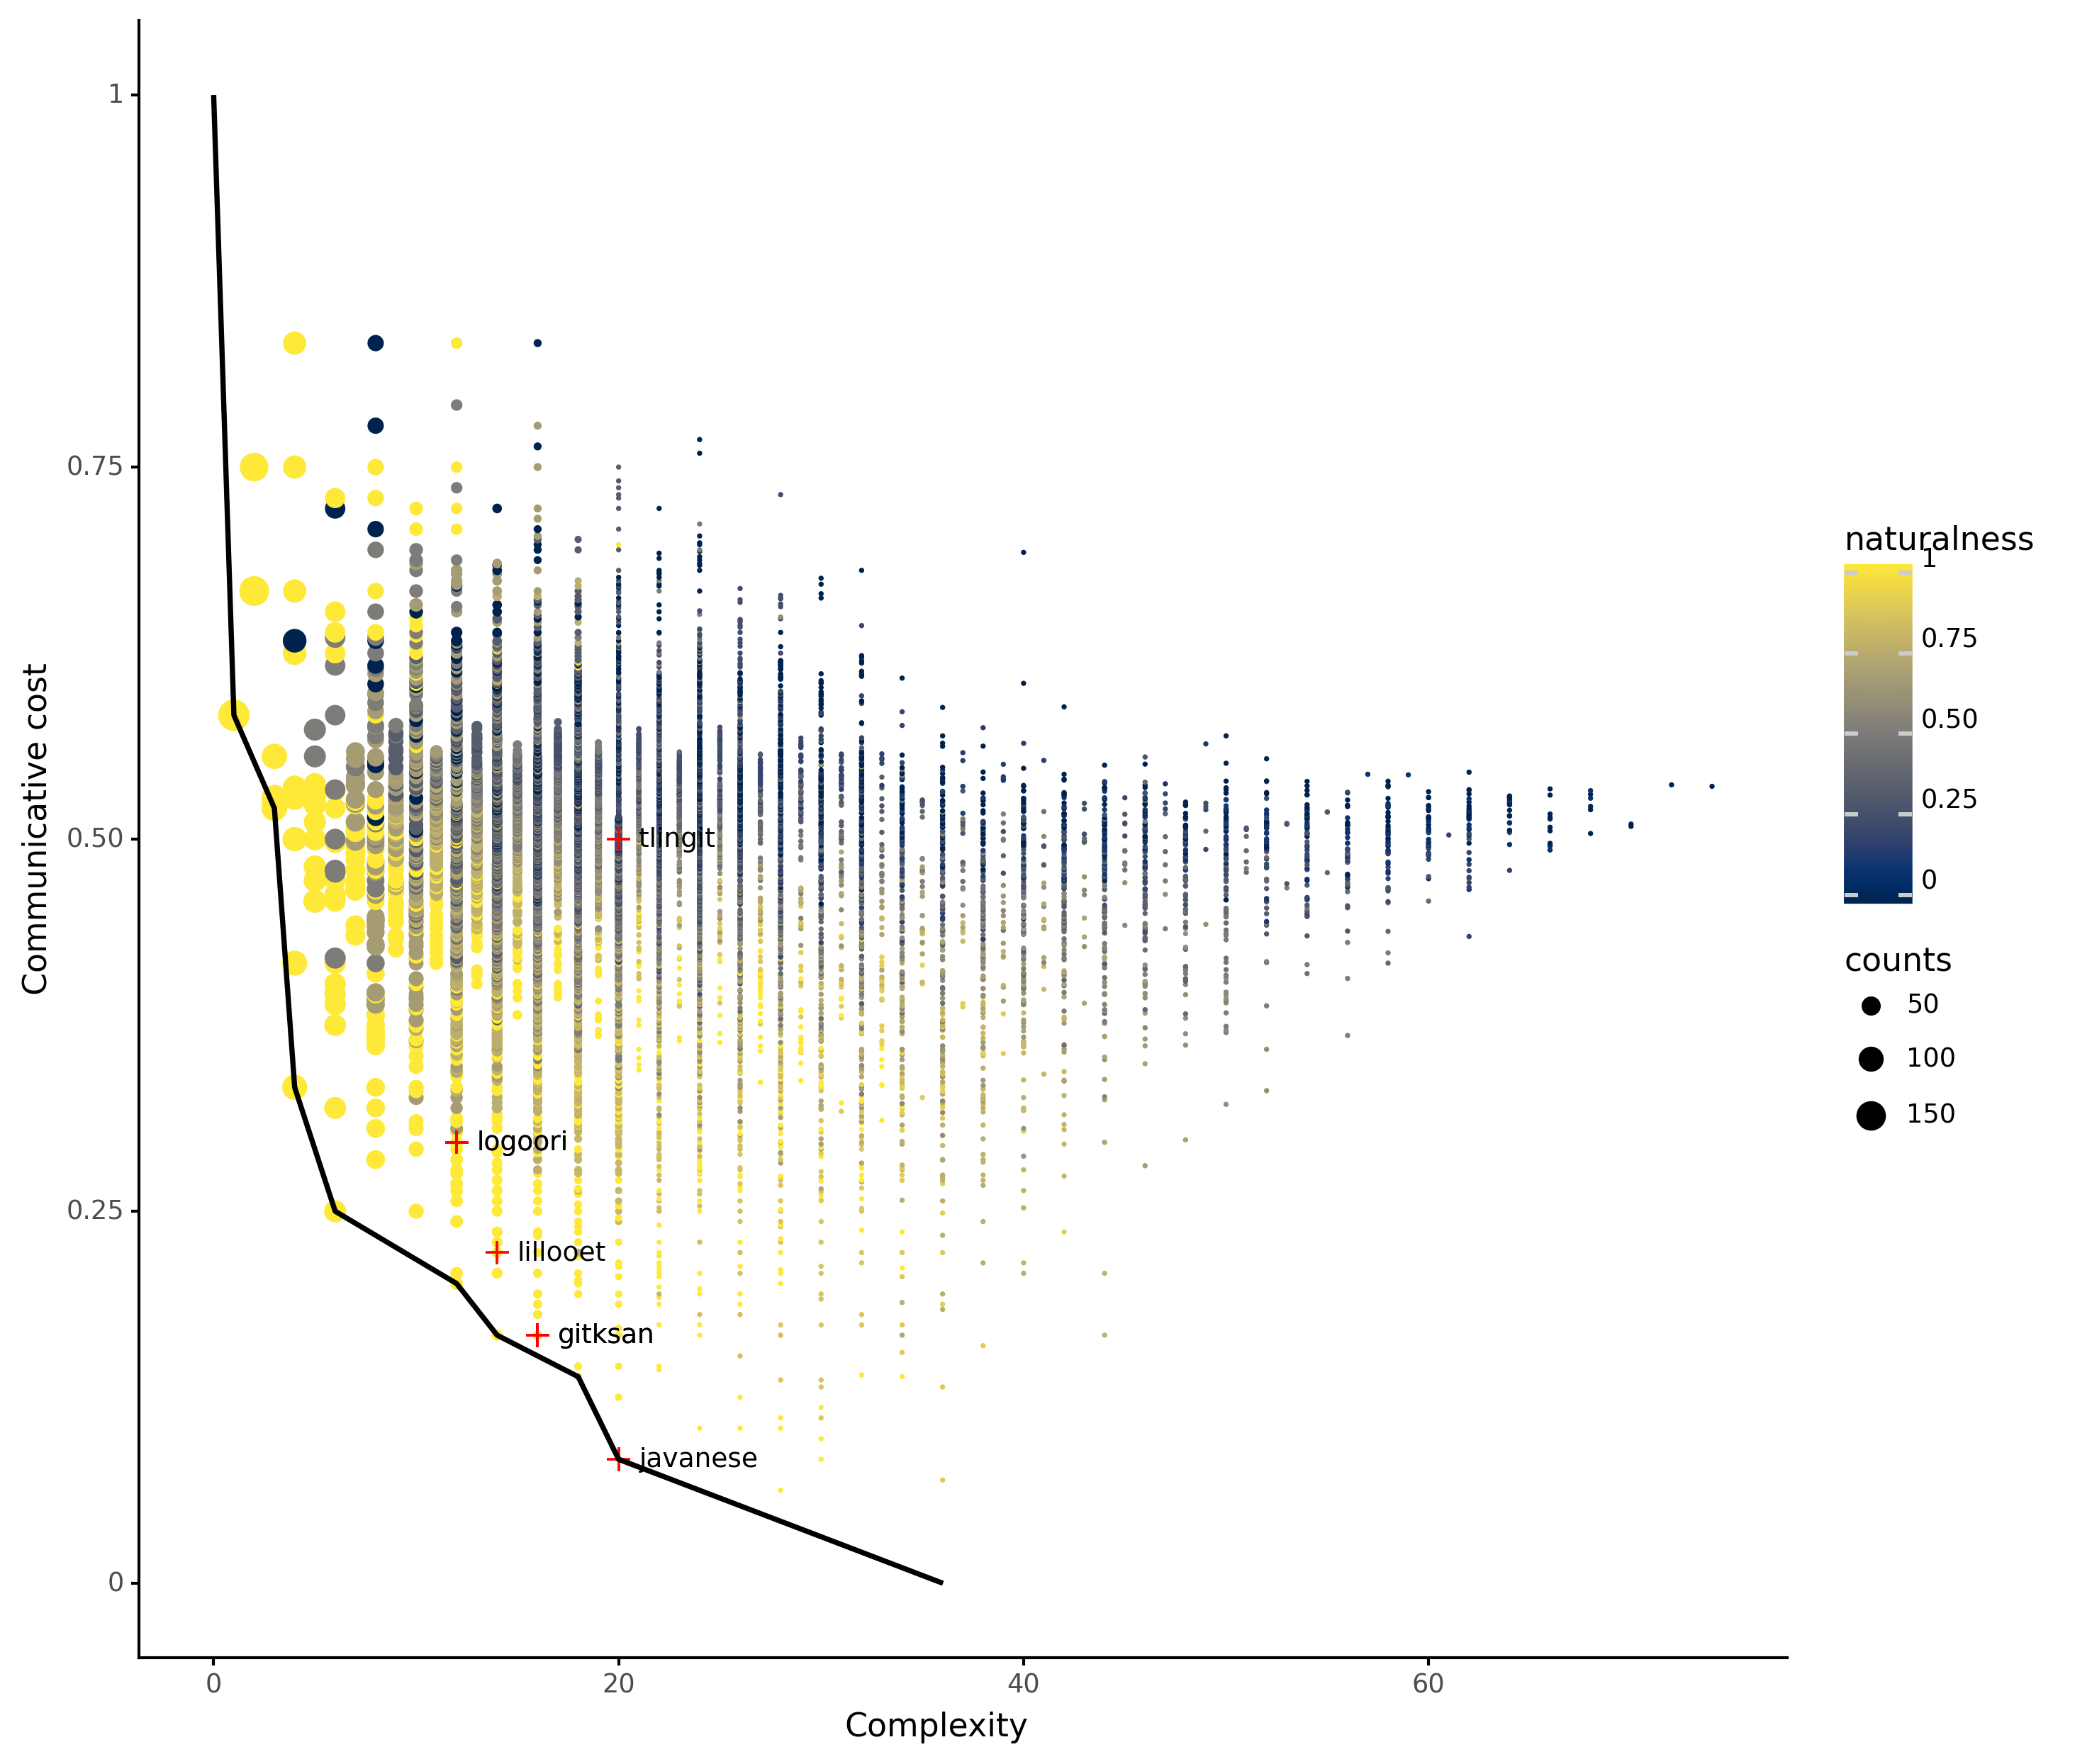 1
0.75
0.50
0.25
0
0
20
40
60
Communicative cost
Complexity
tlingit
logoori
lillooet
gitksan
javanese
naturalness
1
0.75
0.50
0.25
0
counts
50
100
150